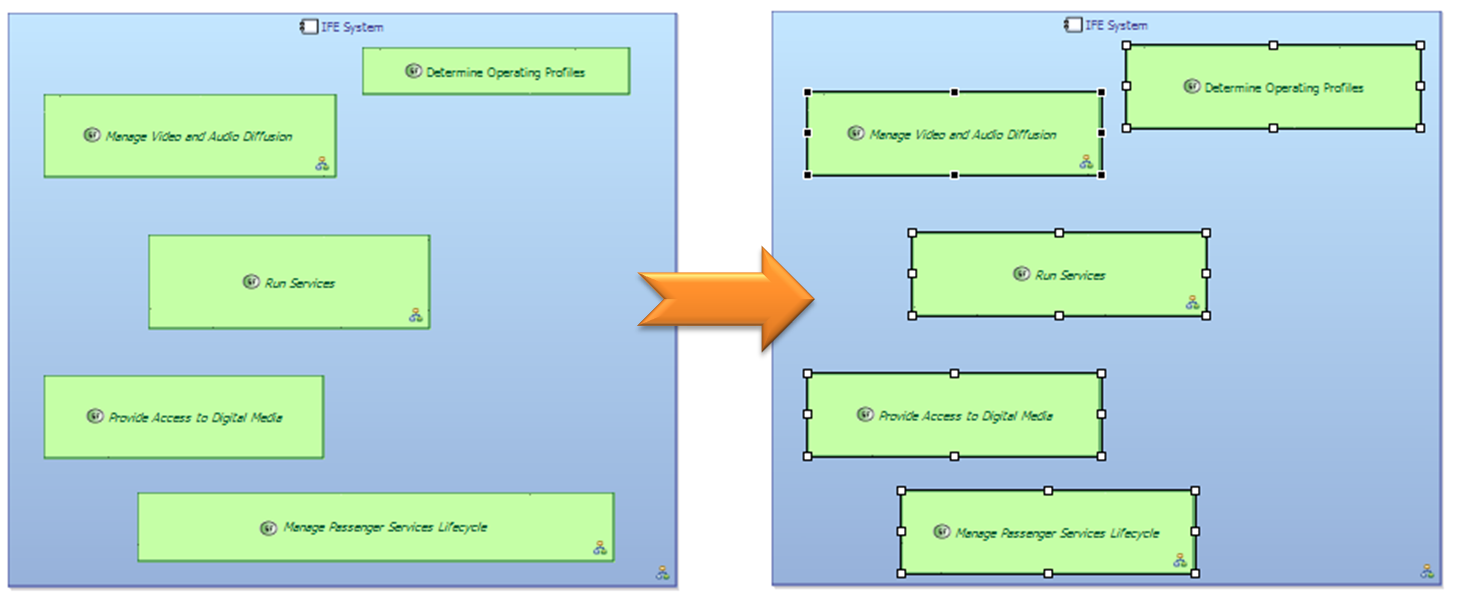 IFE System
Determine Operating Profiles
Manage Video and Audio Diffusion
Run Services
Provide Access to Digital Media
Manage Passenger Services Lifecycle
IFE System
Determine Operating Profiles
Manage Video and Audio Diffusion
Run Services
Provide Access to Digital Media
Manage Passenger Services Lifecycle